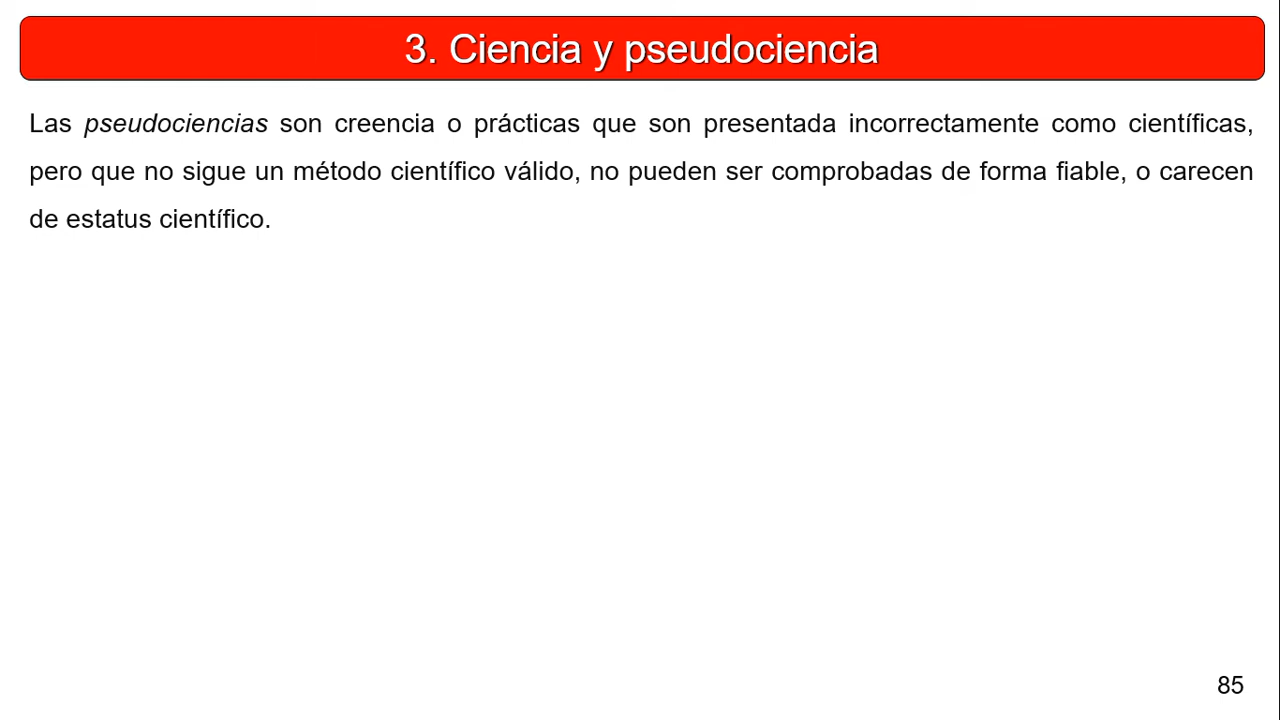 3. Ciencia y pseudociencia
Las pseudociencias son creencia o prácticas que son presentada incorrectamente como científicas,
pero que no sigue un método científico válido, no pueden ser comprobadas de forma fiable, o carecen
de estatus científico.
85